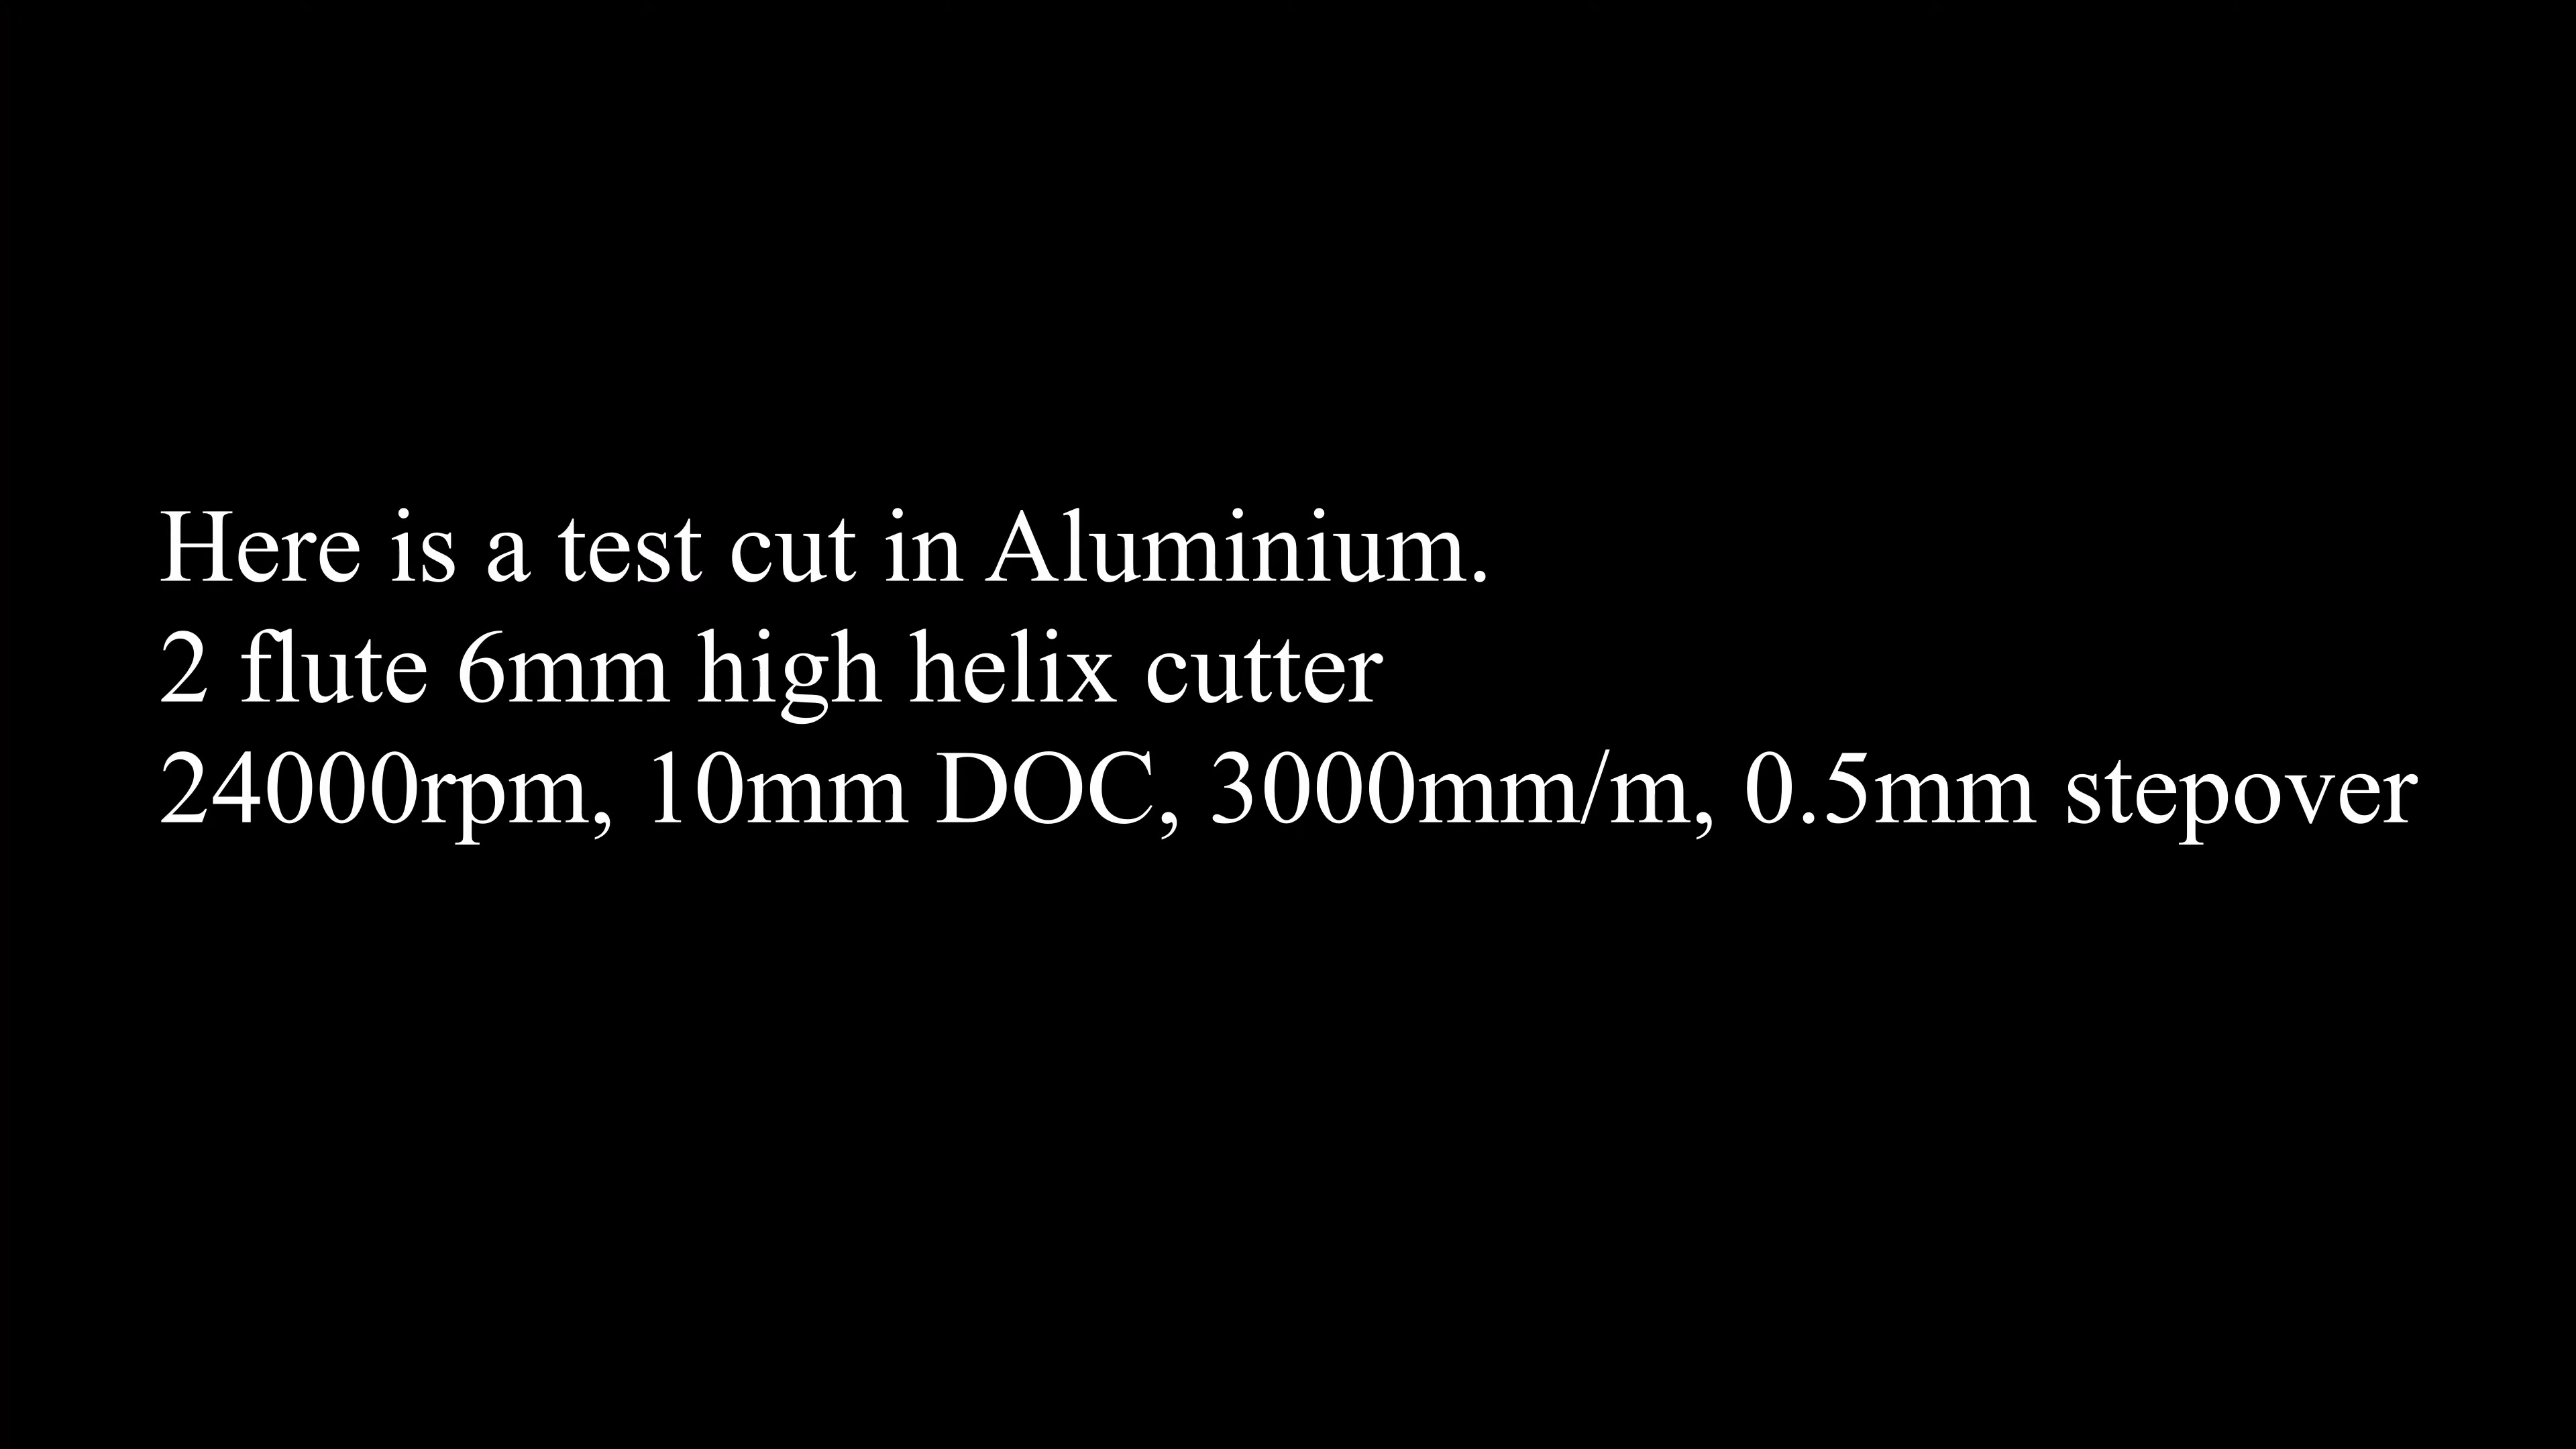 Here is a test cut in Aluminium.
2 flute 6mm high helix cutter
24000rpm, 10mm DOC, 3000mm/m, 0.5mm stepover